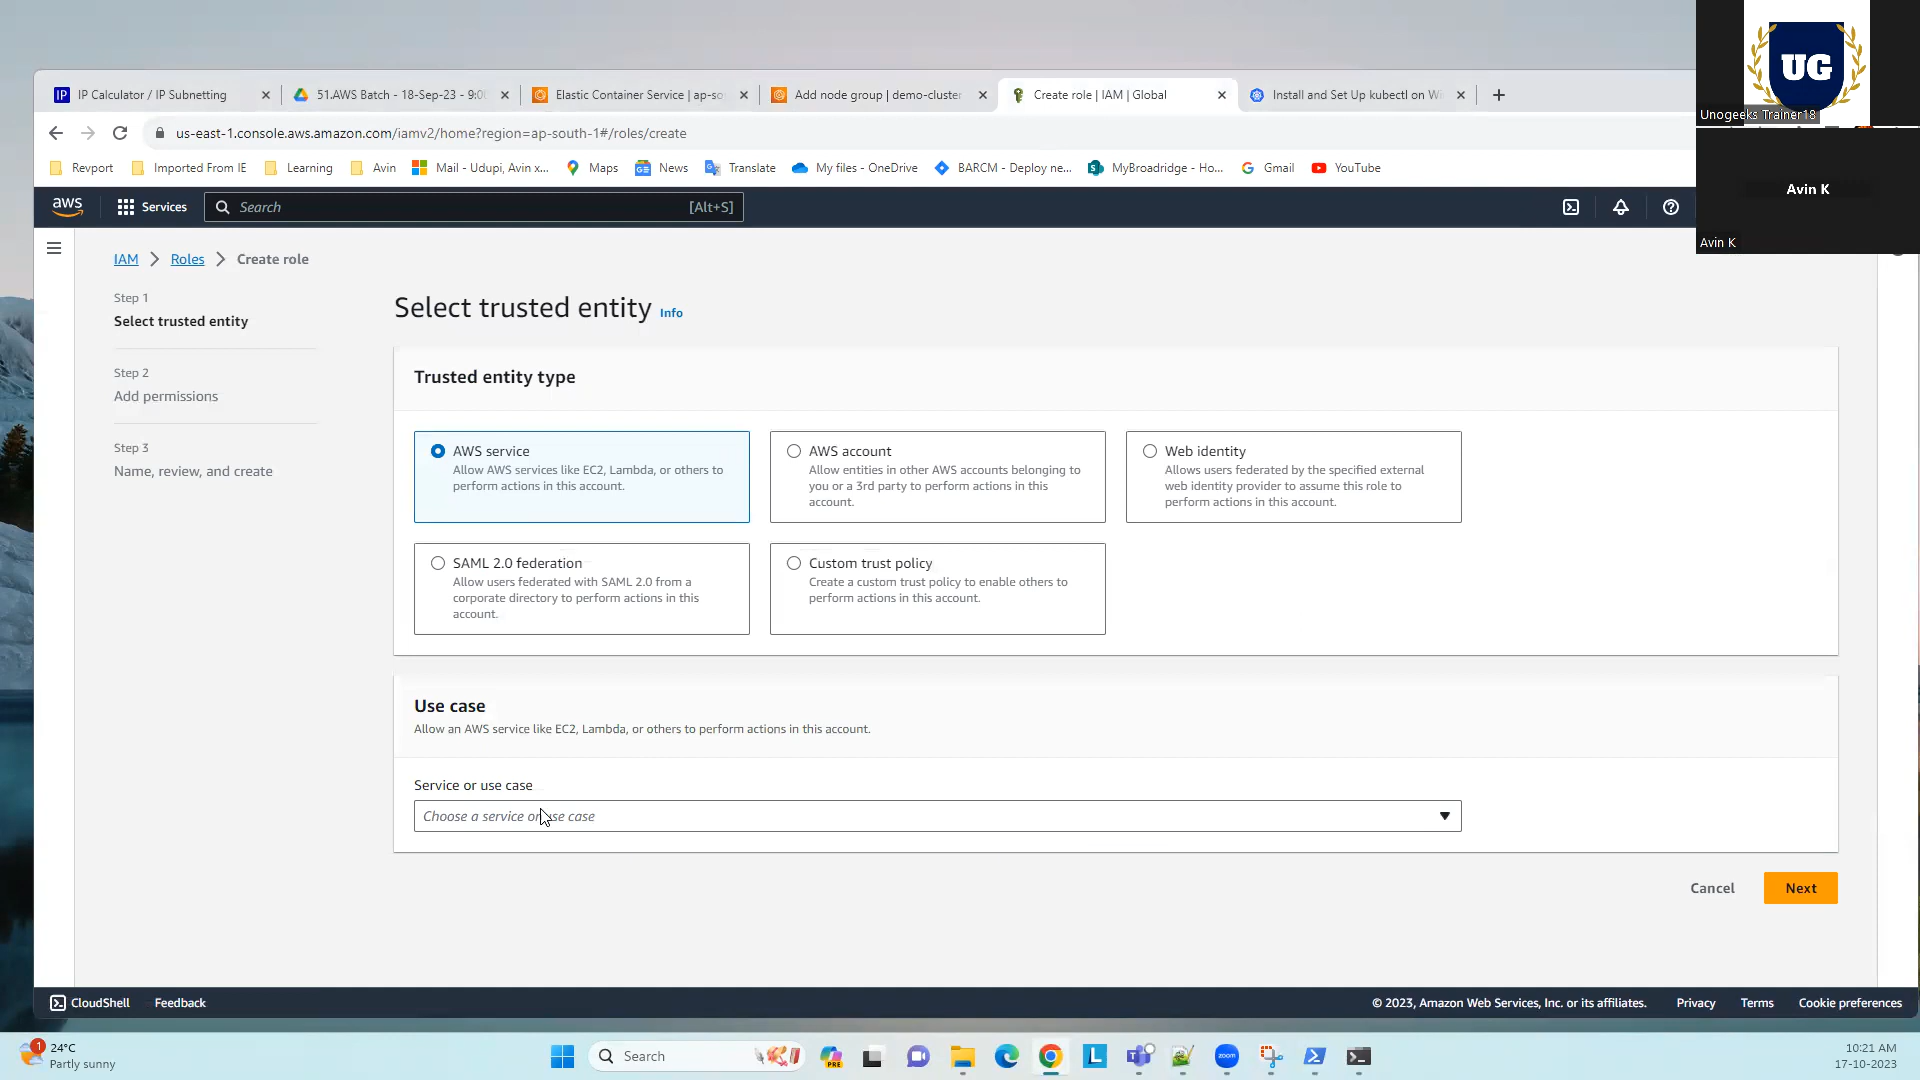 UG
Unogeeks Trainer18
Avin K
Avin K
IP Calculator / IP Subnetting
51.AWS Batch - 18-Sep-23 - 9:0
Elastic Container Service | ap-so
Add node group | demo-cluster
Create role | IAM | Global
Install and Set Up kubectl on Wi
us-east-1.console.aws.amazon.com/iamv2/home?region=ap-south-1#/roles/create
Revport
Imported From IE
Learning
Avin
Mail - Udupi, Avin x...
Maps
News
Translate
My files - OneDrive
BARCM - Deploy ne...
MyBroadridge - Ho...
Gmail
YouTube
aws
Services
Search
[Alt+S]
IAM > Roles > Create role
Step 1
Select trusted entity
Step 2
Add permissions
Step 3
Name, review, and create
Select trusted entity Info
Trusted entity type
AWS service
Allow AWS services like EC2, Lambda, or others to
perform actions in this account.
AWS account
Allow entities in other AWS accounts belonging to
you or a 3rd party to perform actions in this
account.
Web identity
Allows users federated by the specified external
web identity provider to assume this role to
perform actions in this account.
SAML 2.0 federation
Allow users federated with SAML 2.0 from a
corporate directory to perform actions in this
account.
Custom trust policy
Create a custom trust policy to enable others to
perform actions in this account.
Use case
Allow an AWS service like EC2, Lambda, or others to perform actions in this account.
Service or use case
Choose a service or use case
Cancel
Next
CloudShell
Feedback
© 2023, Amazon Web Services, Inc. or its affiliates.
Privacy
Terms
Cookie preferences
1
24°C
Partly sunny
Search
PRE
L
zoom
10:21 AM
17-10-2023